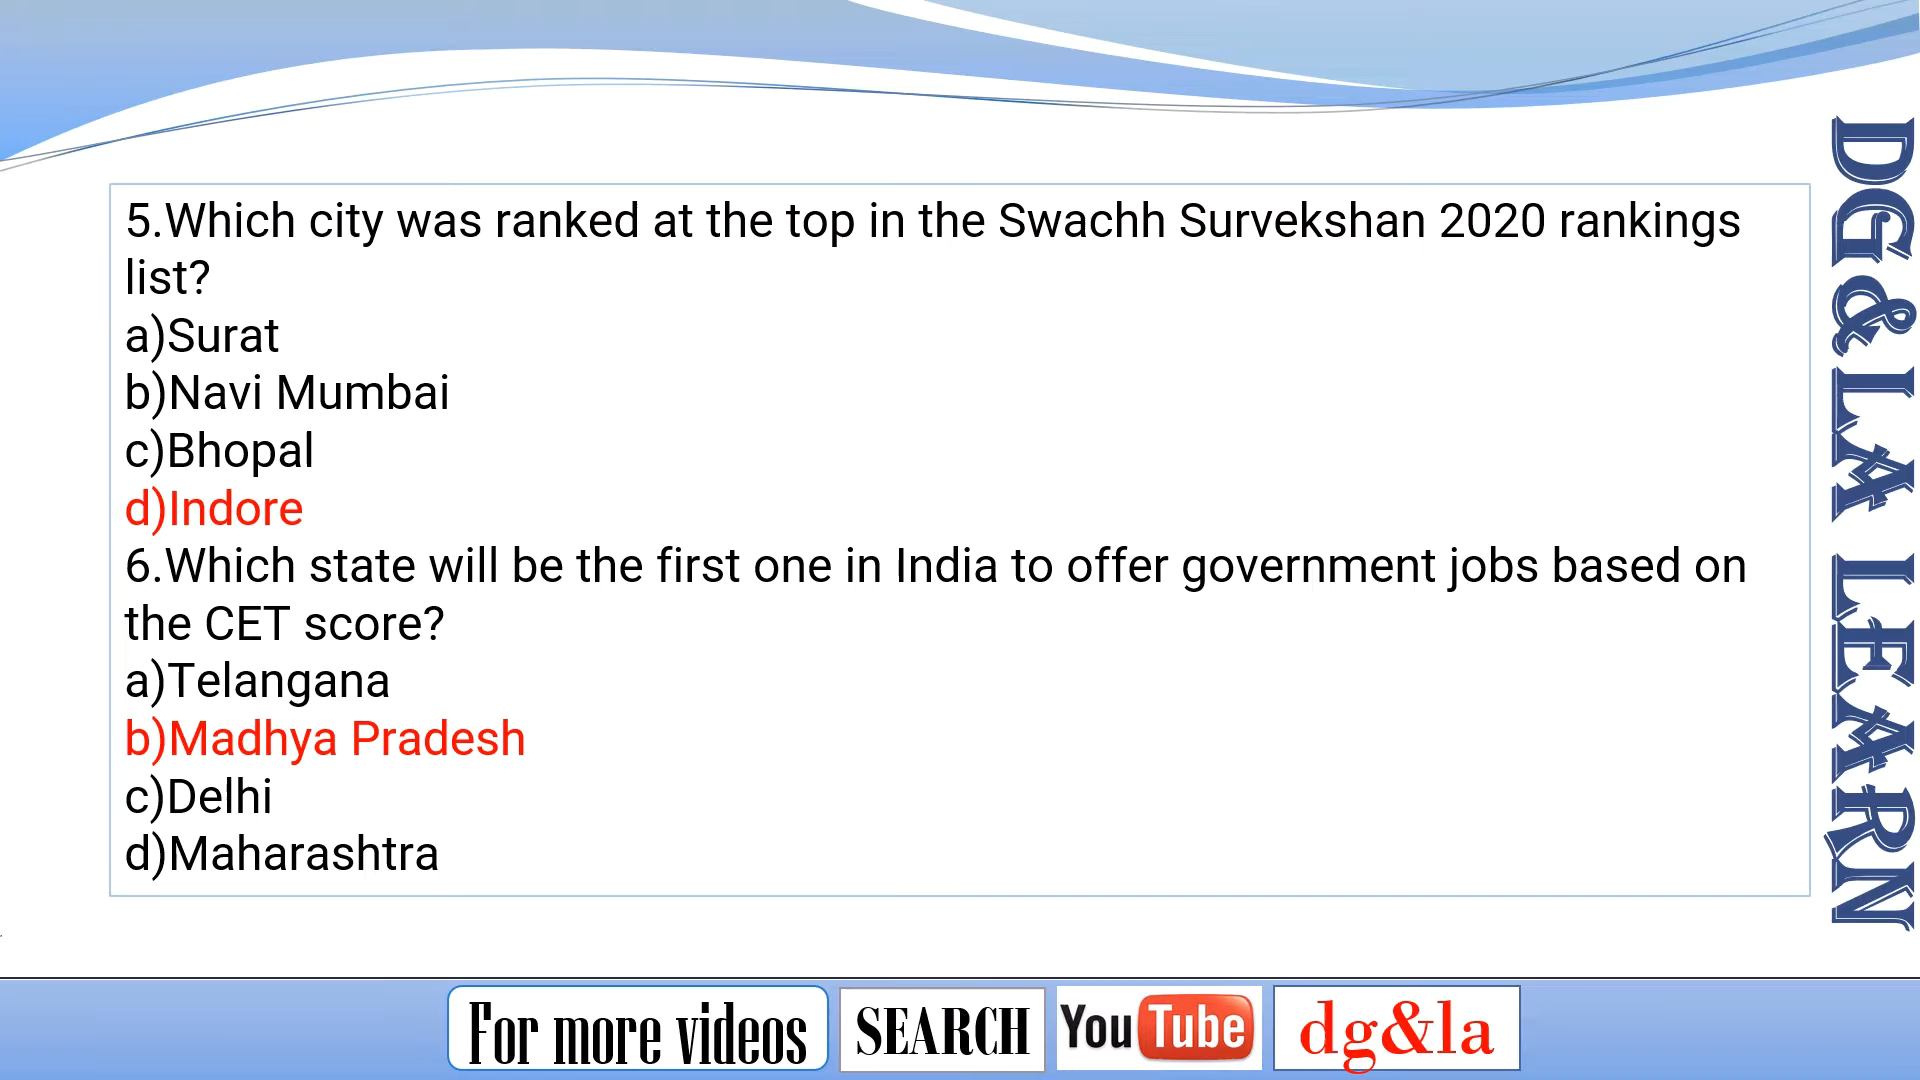 5.Which city was ranked at the top in the Swachh Survekshan 2020 rankings
list?
a)Surat
b)Navi Mumbai
c)Bhopal
d)Indore
6.Which state will be the first one in India to offer government jobs based on
the CET score?
a)Telangana
b)Madhya Pradesh
c)Delhi
d)Maharashtra
DG&LA LEARN
For more videos
SEARCH
YouTube
dg&la